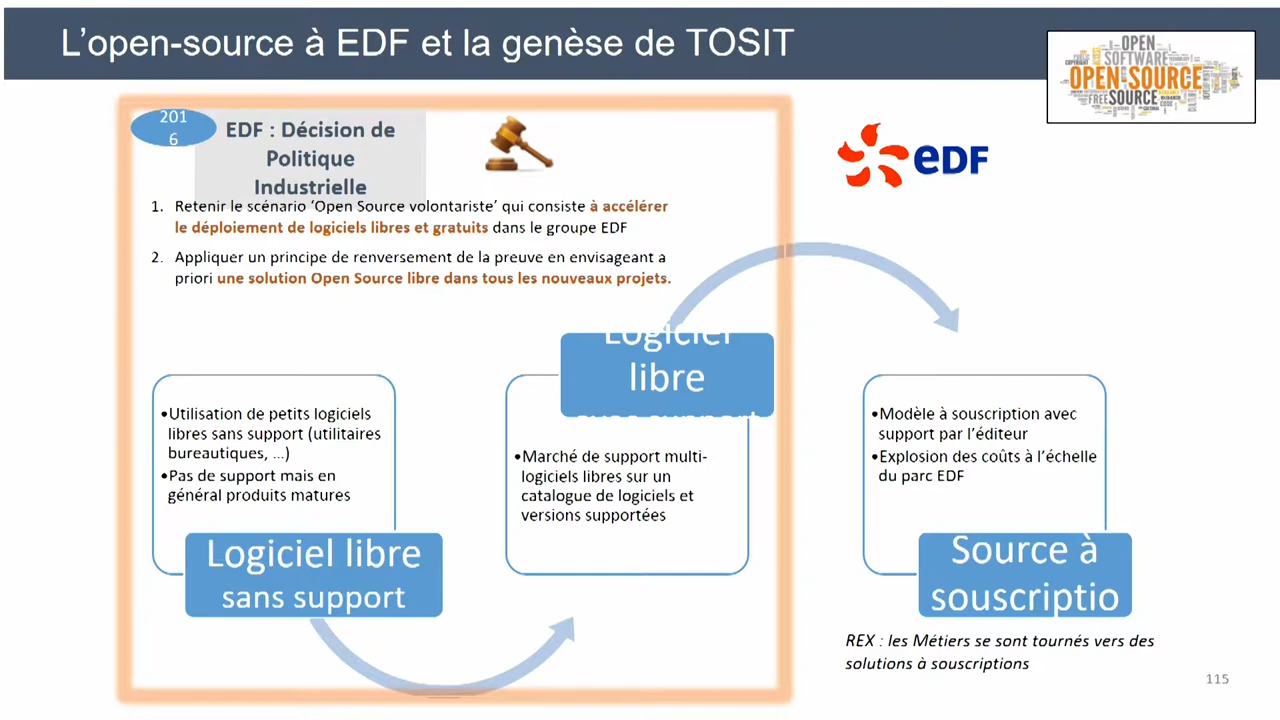 L’open-source à EDF et la genèse de TOSIT
OPEN
SOFTWARE
OPEN-SOURCE
FREE SOURCE
CODE
201
6
EDF : Décision de
Politique
Industrielle
eDF
1. Retenir le scénario ‘Open Source volontariste’ qui consiste à accélérer
le déploiement de logiciels libres et gratuits dans le groupe EDF
2. Appliquer un principe de renversement de la preuve en envisageant a
priori une solution Open Source libre dans tous les nouveaux projets.
•Utilisation de petits logiciels
libres sans support (utilitaires
bureautiques, ...)
•Pas de support mais en
général produits matures
Logiciel libre
sans support
Logiciel
libre
avec support
•Marché de support multi-
logiciels libres sur un
catalogue de logiciels et
versions supportées
•Modèle à souscription avec
support par l’éditeur
•Explosion des coûts à l’échelle
du parc EDF
Source à
souscriptio
REX : les Métiers se sont tournés vers des
solutions à souscriptions
115